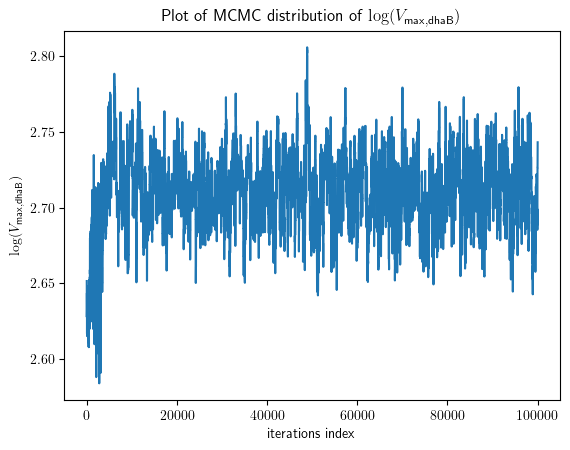 Plot of MCMC distribution of log(V_max,dhaB)
log(V_max,dhaB)
2.80
2.75
2.70
2.65
2.60
0 20000 40000 60000 80000 100000
iterations index